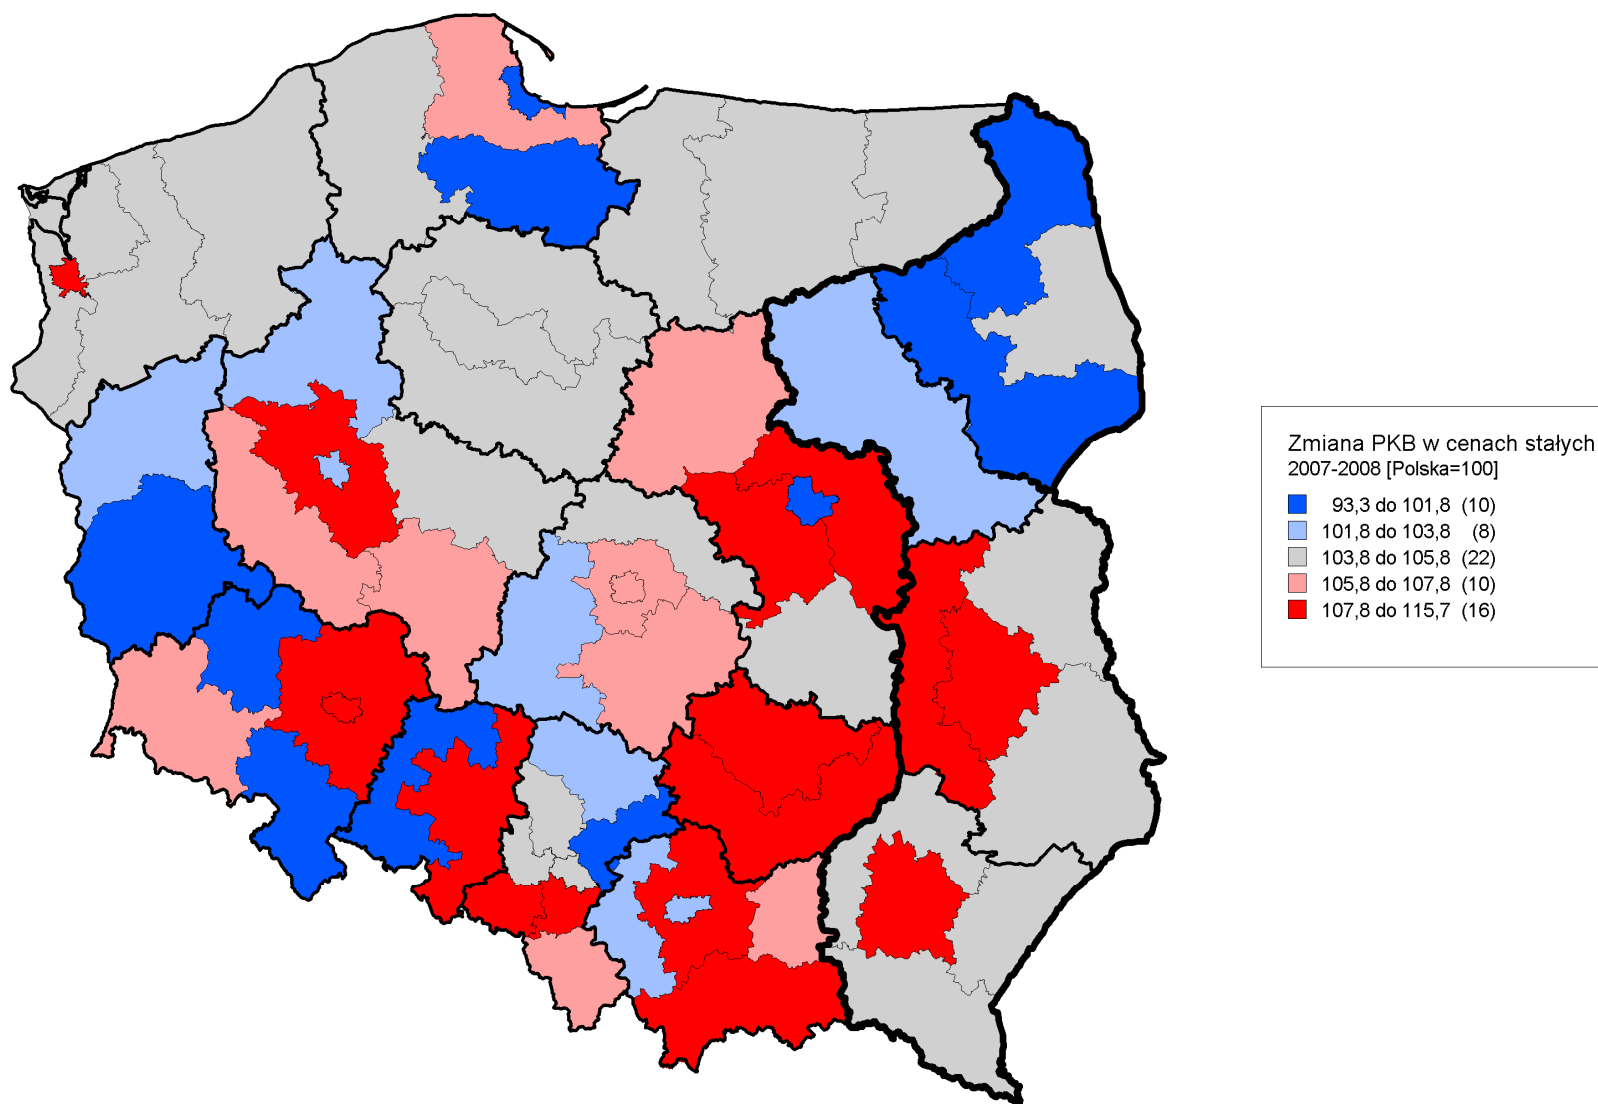 Zmiana PKB w cenach stałych
2007-2008 [Polska=100]
93,3 do 101,8 (10)
101,8 do 103,8 (8)
103,8 do 105,8 (22)
105,8 do 107,8 (10)
107,8 do 115,7 (16)